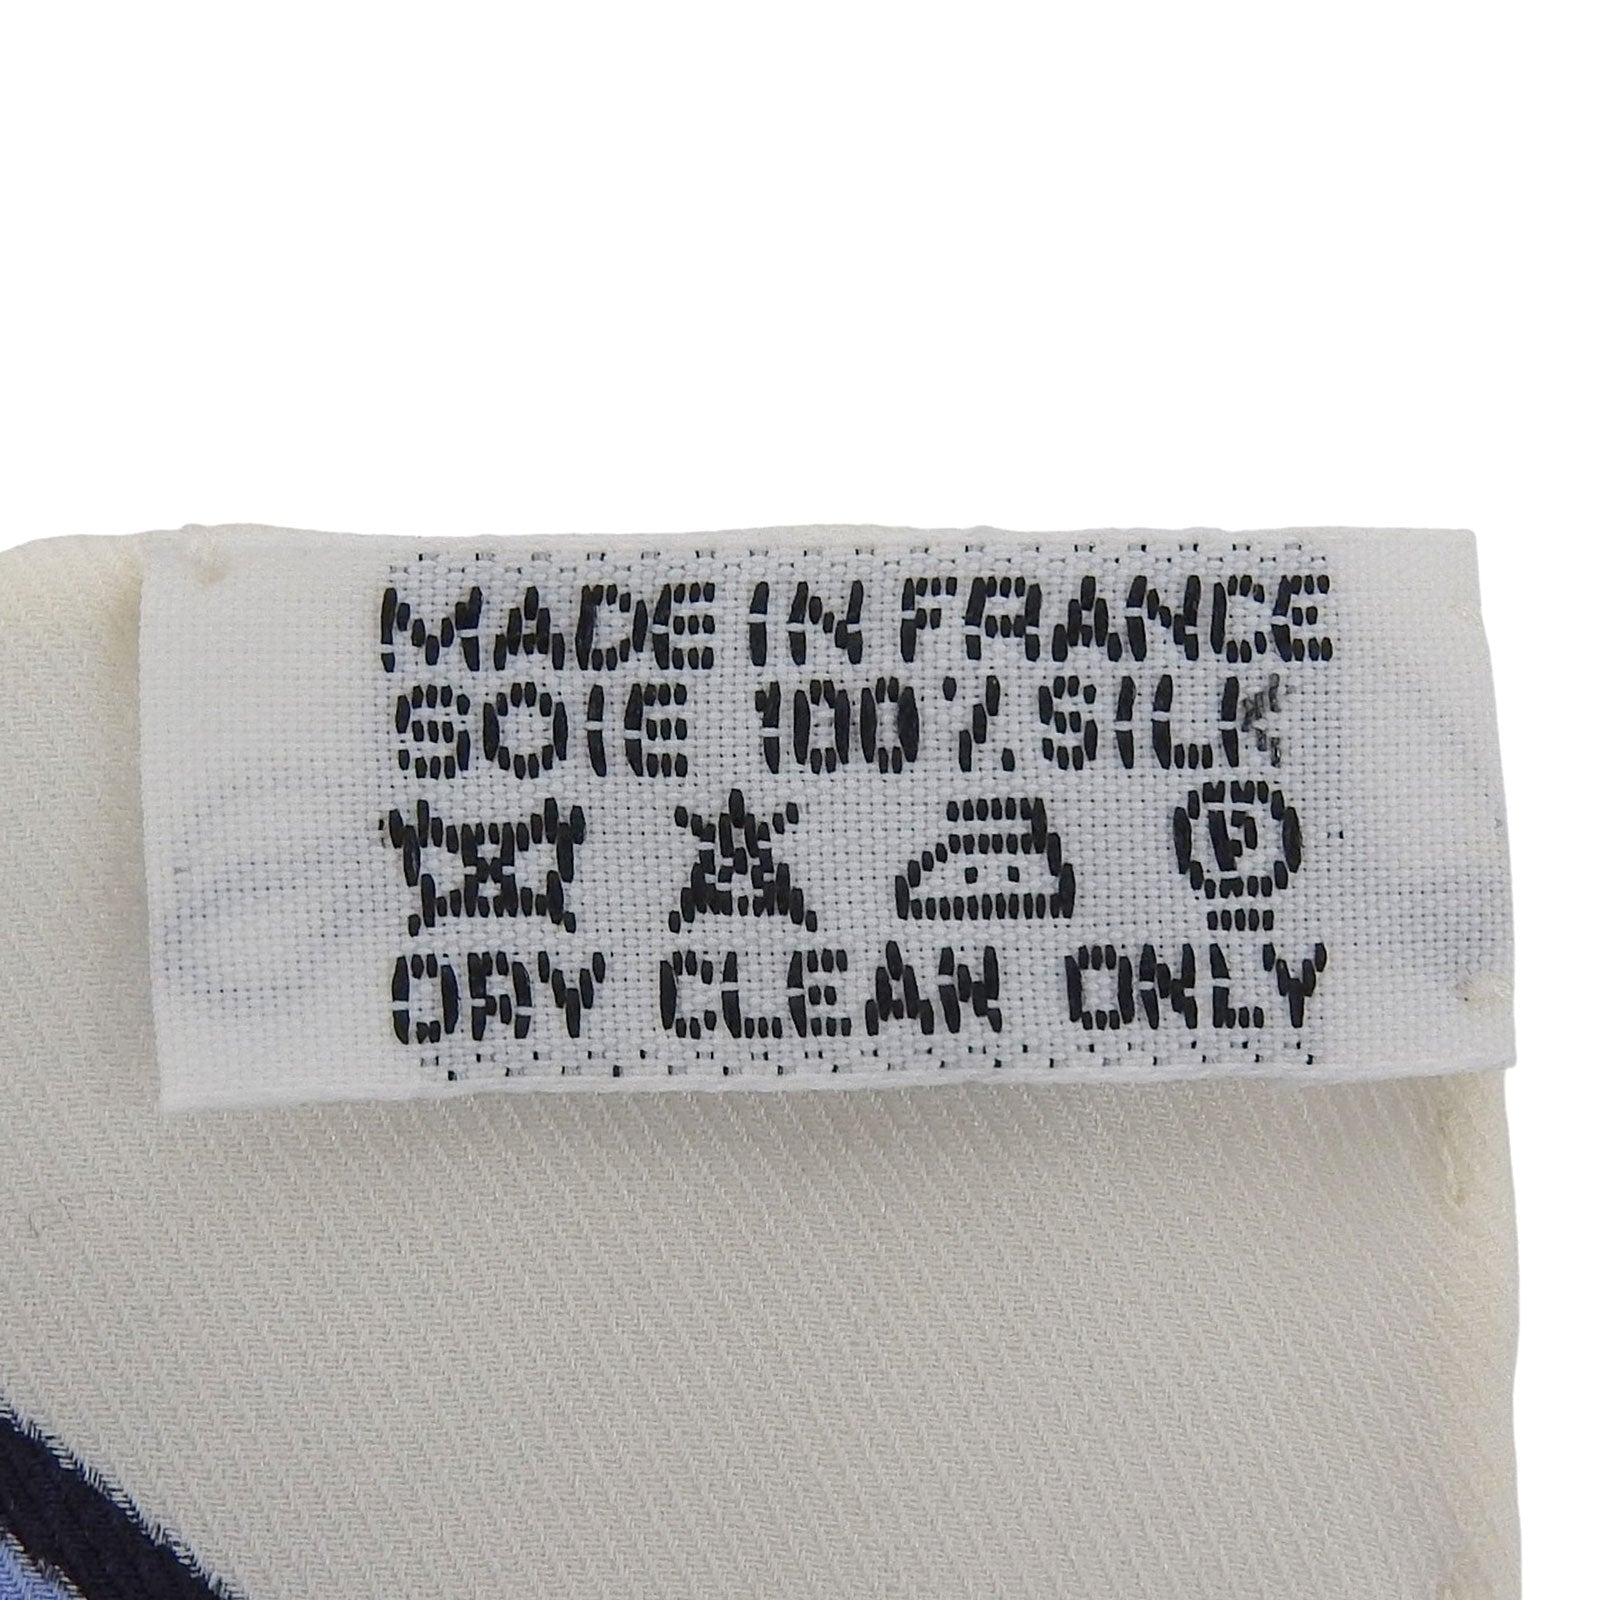 MADE IN FRANCE
SOIE 100% SILK
F
DRY CLEAN ONLY